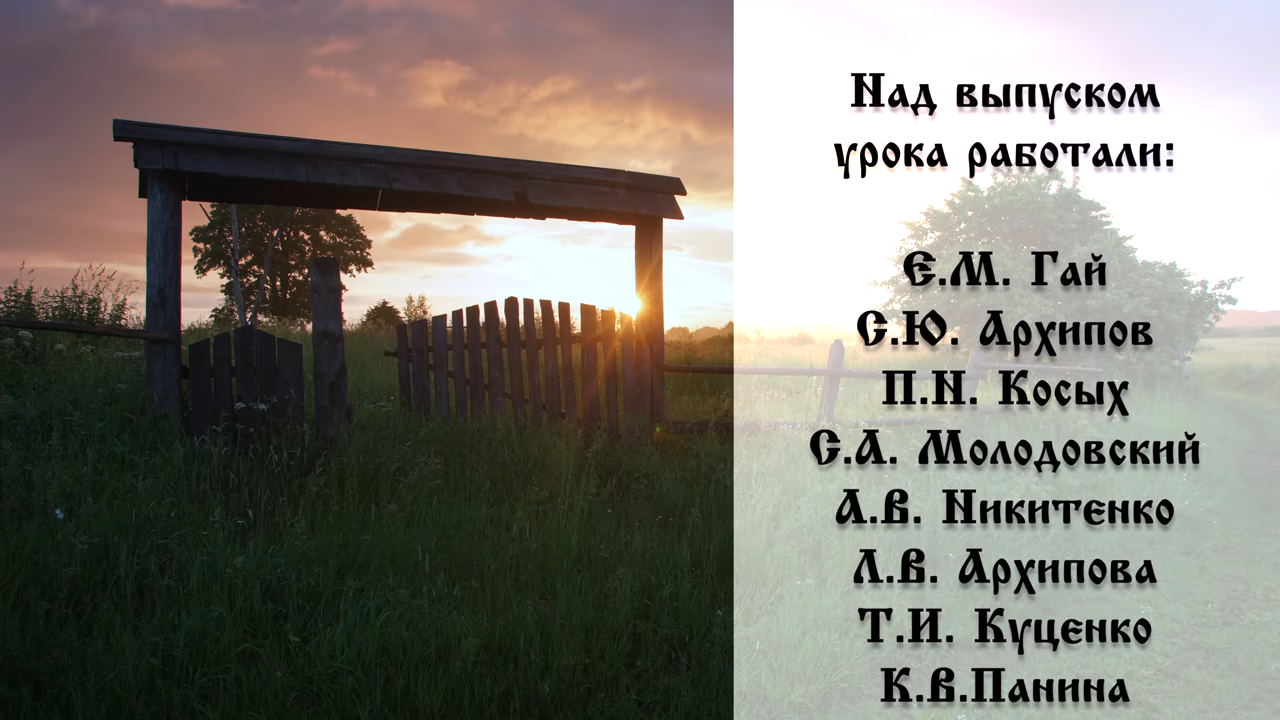 Над выпуском
урока работали:
Е.М. Гай
С.Ю. Архипов
П.Н. Косых
С.А. Молодовский
А.В. Никитенко
Л.В. Архипова
Т.И. Куценко
К.В.Панина